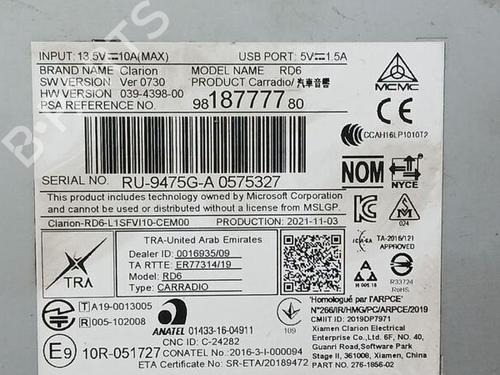 INPUT: 13.5V⎓10A(MAX) USB PORT: 5V⎓1.5A
BRAND NAME Clarion MODEL NAME RD6
SW VERSION Ver 0730 PRODUCT Carradio/汽車音響
HW VERSION 039-4398-00
PSA REFERENCE NO. 98 187777 80
MCMC
CCAH16LP1010T2
SERIAL NO. RU-9475G-A 0575327
NOM NYCE
This product includes technology owned by Microsoft Corporation
and cannot be used or distributed without a license from MSLGP.
Clarion-RD6-L1SFVI10-CEM00 PRODUCTION: 2021-11-03
024
TRA-United Arab Emirates
Dealer ID: 0016935/09
TA RTTE: ER77314/19
Model: RD6
Type: CARRADIO
TRA
TA-2016/121
APPROVED
R33724
RoHS
TA19-0013005
R 005-102008
ANATEL 01433-16-04911
CNC ID: C-24282
109
E9 10R-051727 CONATEL No. 2016-3-I-000094
ETA Certificate No: SR-ETA/20189472
'Homologué par l'ARPCE'
N°266/IR/HMG/PC/ARPCE/2019
CMIIT ID: 2019DP7971
Xiamen Clarion Electrical
Enterprise Co., Ltd. 6F, NO. 40,
Guanri Road, Software Park
Stage II, 361008, Xiamen, China
Part No: 276-1856-02